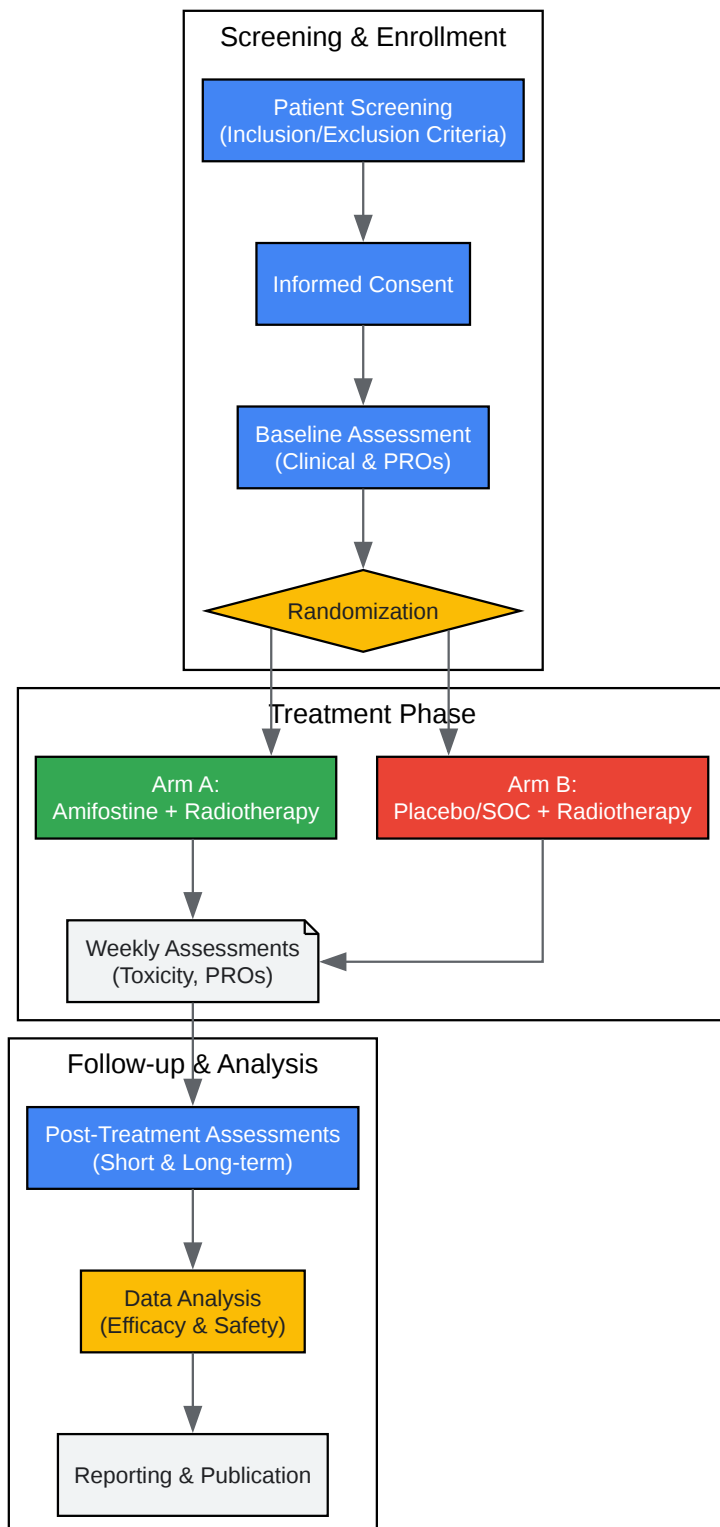 Screening & Enrollment
Patient Screening
(Inclusion/Exclusion Criteria)
Informed Consent
Baseline Assessment
(Clinical & PROs)
Randomization
Treatment Phase
Arm A:
Amifostine + Radiotherapy
Arm B:
Placebo/SOC + Radiotherapy
Weekly Assessments
(Toxicity, PROs)
Follow-up & Analysis
Post-Treatment Assessments
(Short & Long-term)
Data Analysis
(Efficacy & Safety)
Reporting & Publication